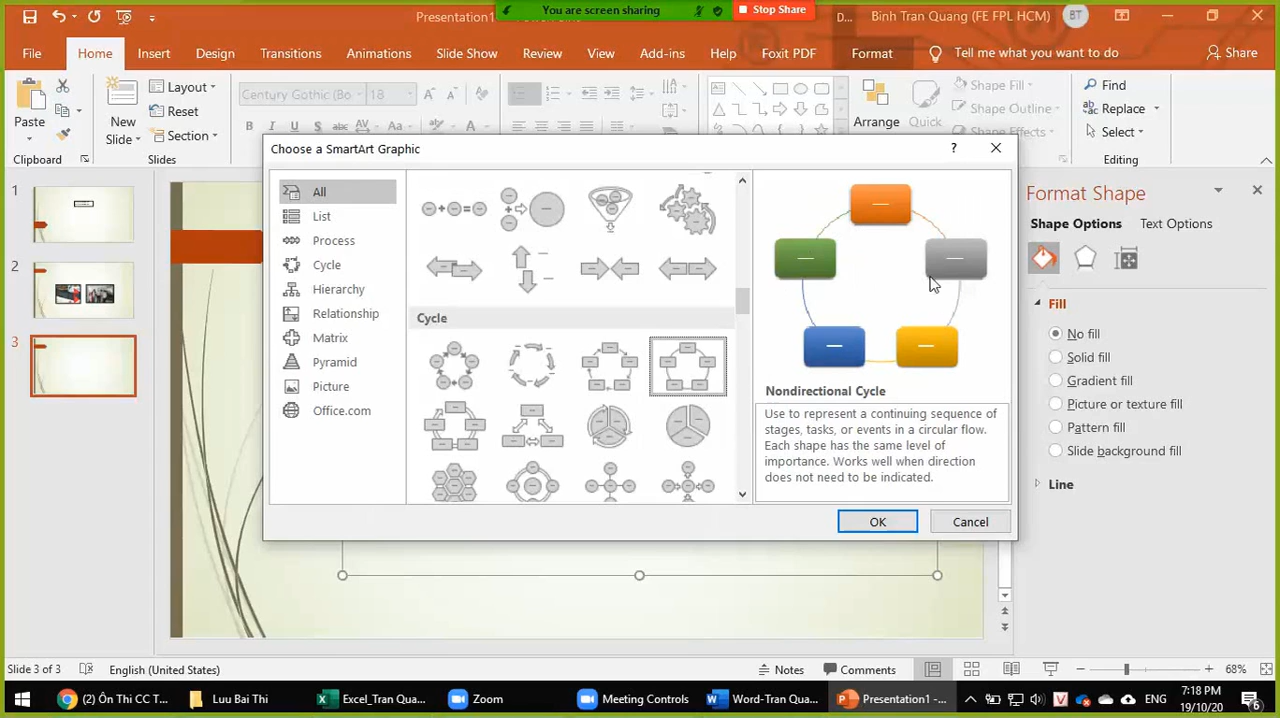 Presentation1
You are screen sharing
Stop Share
D...
Binh Tran Quang (FE FPL HCM)
BT
File
Home
Insert
Design
Transitions
Animations
Slide Show
Review
View
Add-ins
Help
Foxit PDF
Format
Tell me what you want to do
Share
Paste
New
Slide
Layout
Reset
Section
Century Gothic (Bo
18
Arrange
Quick
Shape Fill
Shape Outline
Find
Replace
Select
Clipboard
Slides
Editing
Choose a SmartArt Graphic
All
List
Process
Cycle
Hierarchy
Relationship
Matrix
Pyramid
Picture
Office.com
Cycle
Nondirectional Cycle
Use to represent a continuing sequence of
stages, tasks, or events in a circular flow.
Each shape has the same level of
importance. Works well when direction
does not need to be indicated.
OK
Cancel
1
2
3
Format Shape
Shape Options
Text Options
Fill
No fill
Solid fill
Gradient fill
Picture or texture fill
Pattern fill
Slide background fill
Line
Slide 3 of 3
English (United States)
Notes
Comments
68%
(2) Ôn Thi CC T...
Luu Bai Thi
Excel_Tran Qua...
Zoom
Meeting Controls
Word-Tran Qua...
Presentation1 -...
ENG
7:18 PM
19/10/20
6